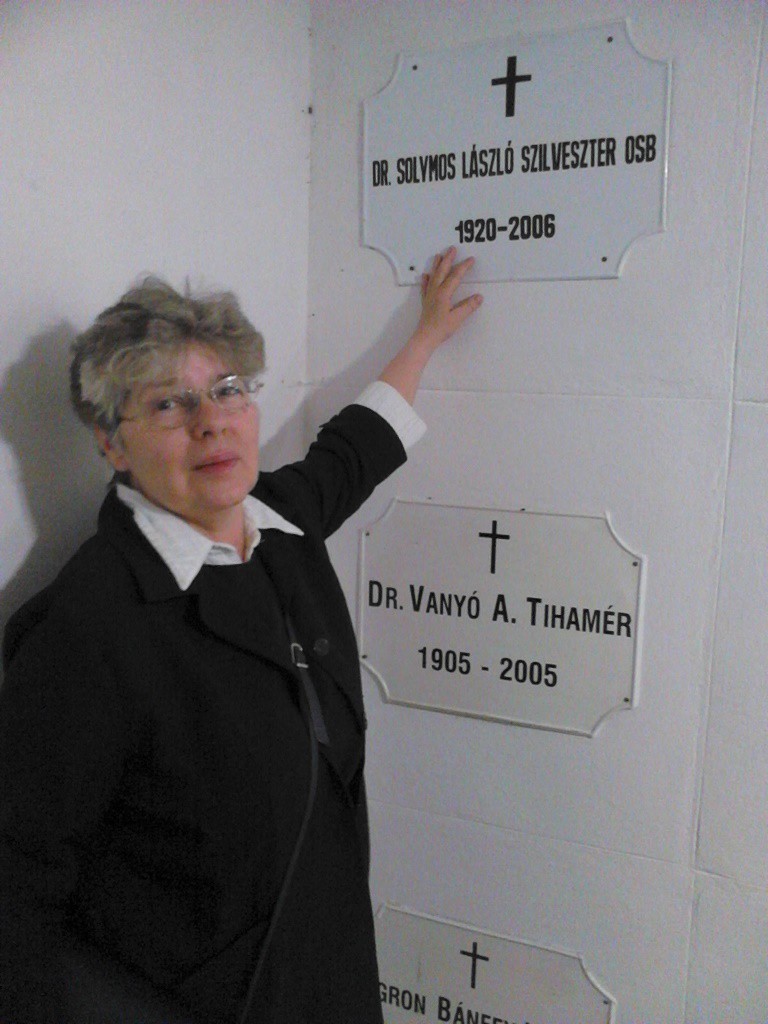 DR. SOLYMOS LÁSZLÓ SZILVESZTER OSB
1920-2006
DR. VANYÓ A. TIHAMÉR
1905 - 2005